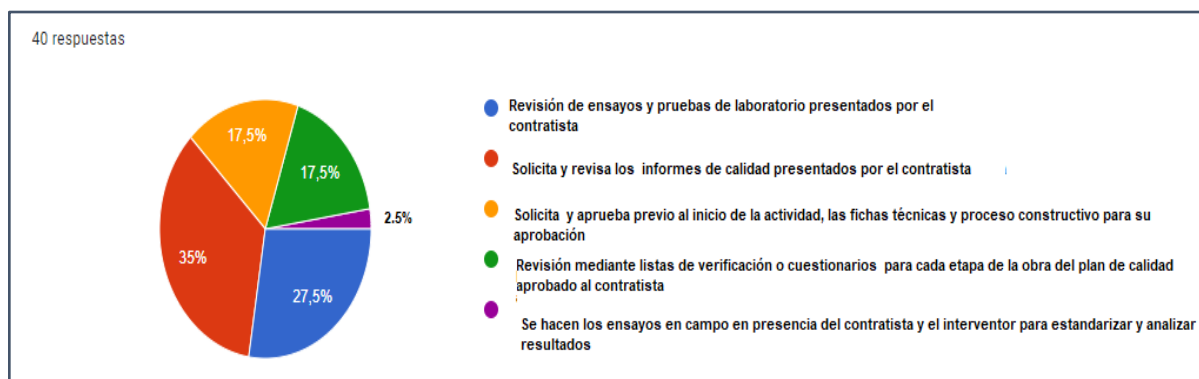 40 respuestas
17,5%
17,5%
2.5%
35%
27,5%
Revisión de ensayos y pruebas de laboratorio presentados por el
contratista
Solicita y revisa los informes de calidad presentados por el contratista
Solicita y aprueba previo al inicio de la actividad, las fichas técnicas y proceso constructivo para su
aprobación
Revisión mediante listas de verificación o cuestionarios para cada etapa de la obra del plan de calidad
aprobado al contratista
Se hacen los ensayos en campo en presencia del contratista y el interventor para estandarizar y analizar
resultados